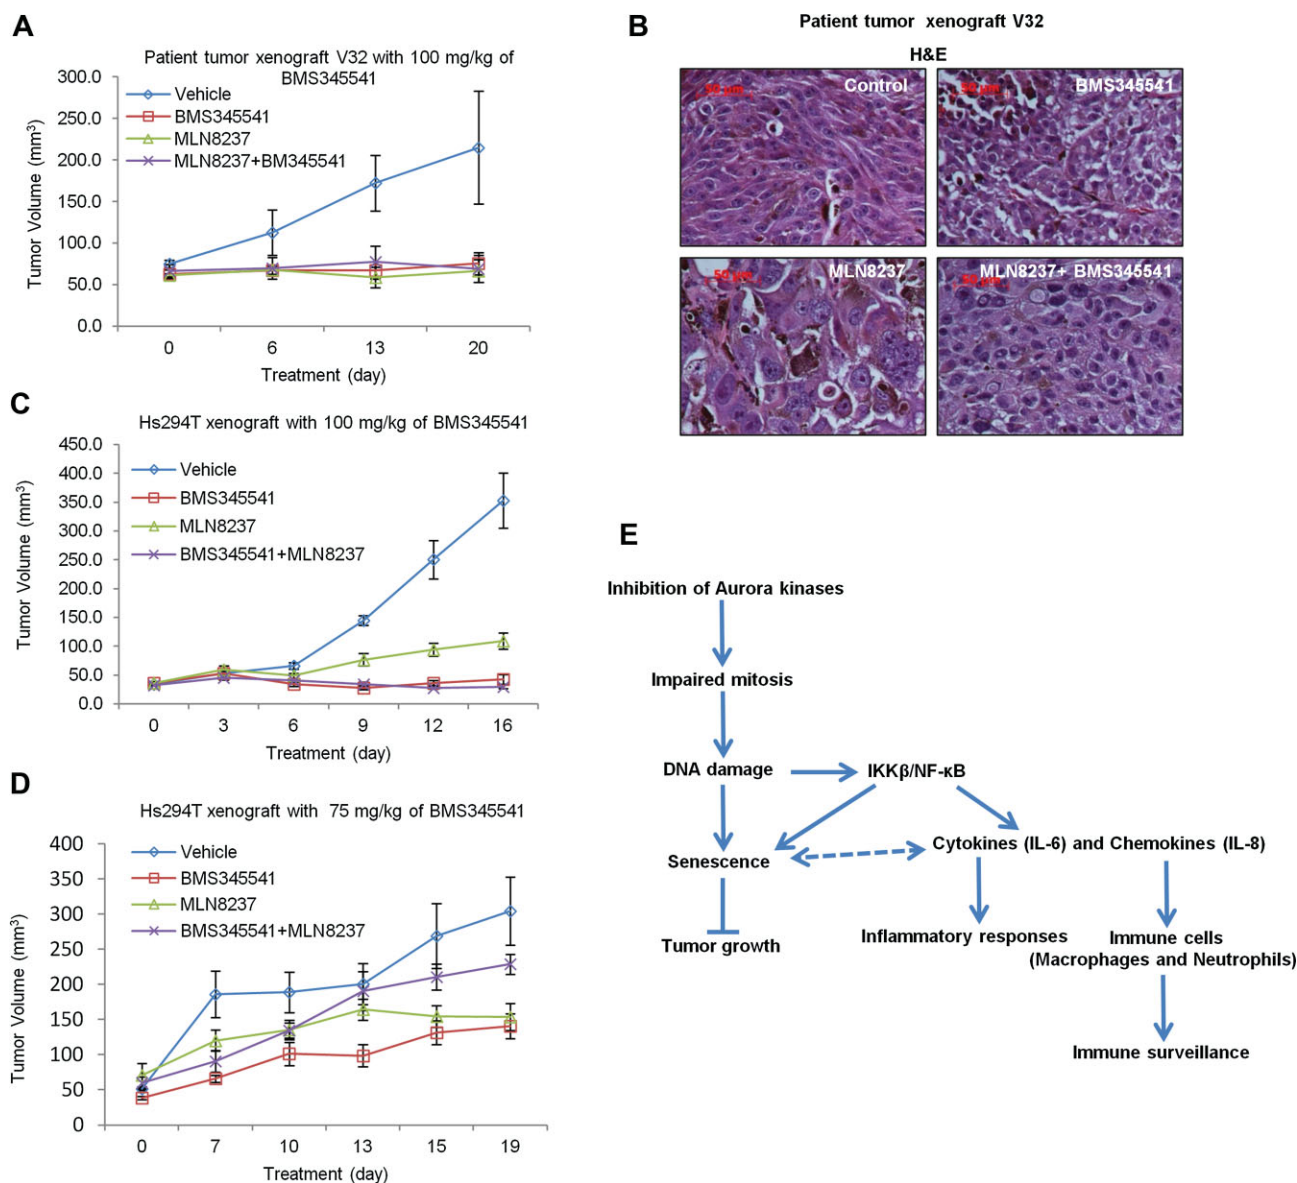 A
Patient tumor xenograft V32 with 100 mg/kg of
BMS345541
300.0
250.0
200.0
150.0
100.0
50.0
0.0
Tumor Volume (mm³)
Vehicle
BMS345541
MLN8237
MLN8237+BM345541
0 6 13 20
Treatment (day)
B
Patient tumor xenograft V32
H&E
50 μm
Control
50 μm
BMS345541
50 μm
MLN8237
50 μm
MLN8237+ BMS345541
C
Hs294T xenograft with 100 mg/kg of BMS345541
450.0
400.0
350.0
300.0
250.0
200.0
150.0
100.0
50.0
0.0
Tumor Volume (mm³)
Vehicle
BMS345541
MLN8237
BMS345541+MLN8237
0 3 6 9 12 16
Treatment (day)
D
Hs294T xenograft with 75 mg/kg of BMS345541
400
350
300
250
200
150
100
50
0
Tumor Volume (mm³)
Vehicle
BMS345541
MLN8237
BMS345541+MLN8237
0 7 10 13 15 19
Treatment (day)
E
Inhibition of Aurora kinases
Impaired mitosis
DNA damage
IKKβ/NF-κB
Senescence
Cytokines (IL-6) and Chemokines (IL-8)
Tumor growth
Inflammatory responses
Immune cells
(Macrophages and Neutrophils)
Immune surveillance